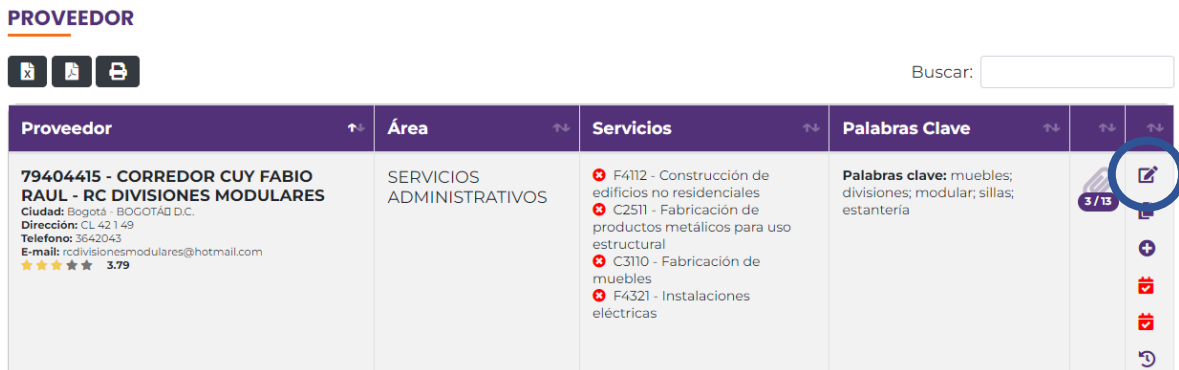 PROVEEDOR
Buscar:
Proveedor
Área
Servicios
Palabras Clave
79404415 - CORREDOR CUY FABIO
RAUL - RC DIVISIONES MODULARES
Ciudad: Bogotá - BOGOTÁD D.C.
Dirección: CL 42 1 49
Telefono: 3642043
E-mail: rcdivisionesmodulares@hotmail.com
3.79
SERVICIOS
ADMINISTRATIVOS
F4112 - Construcción de
edificios no residenciales
C2511 - Fabricación de
productos metálicos para uso
estructural
C3110 - Fabricación de
muebles
F4321 - Instalaciones
eléctricas
Palabras clave: muebles;
divisiones; modular; sillas;
estantería
3 / 13